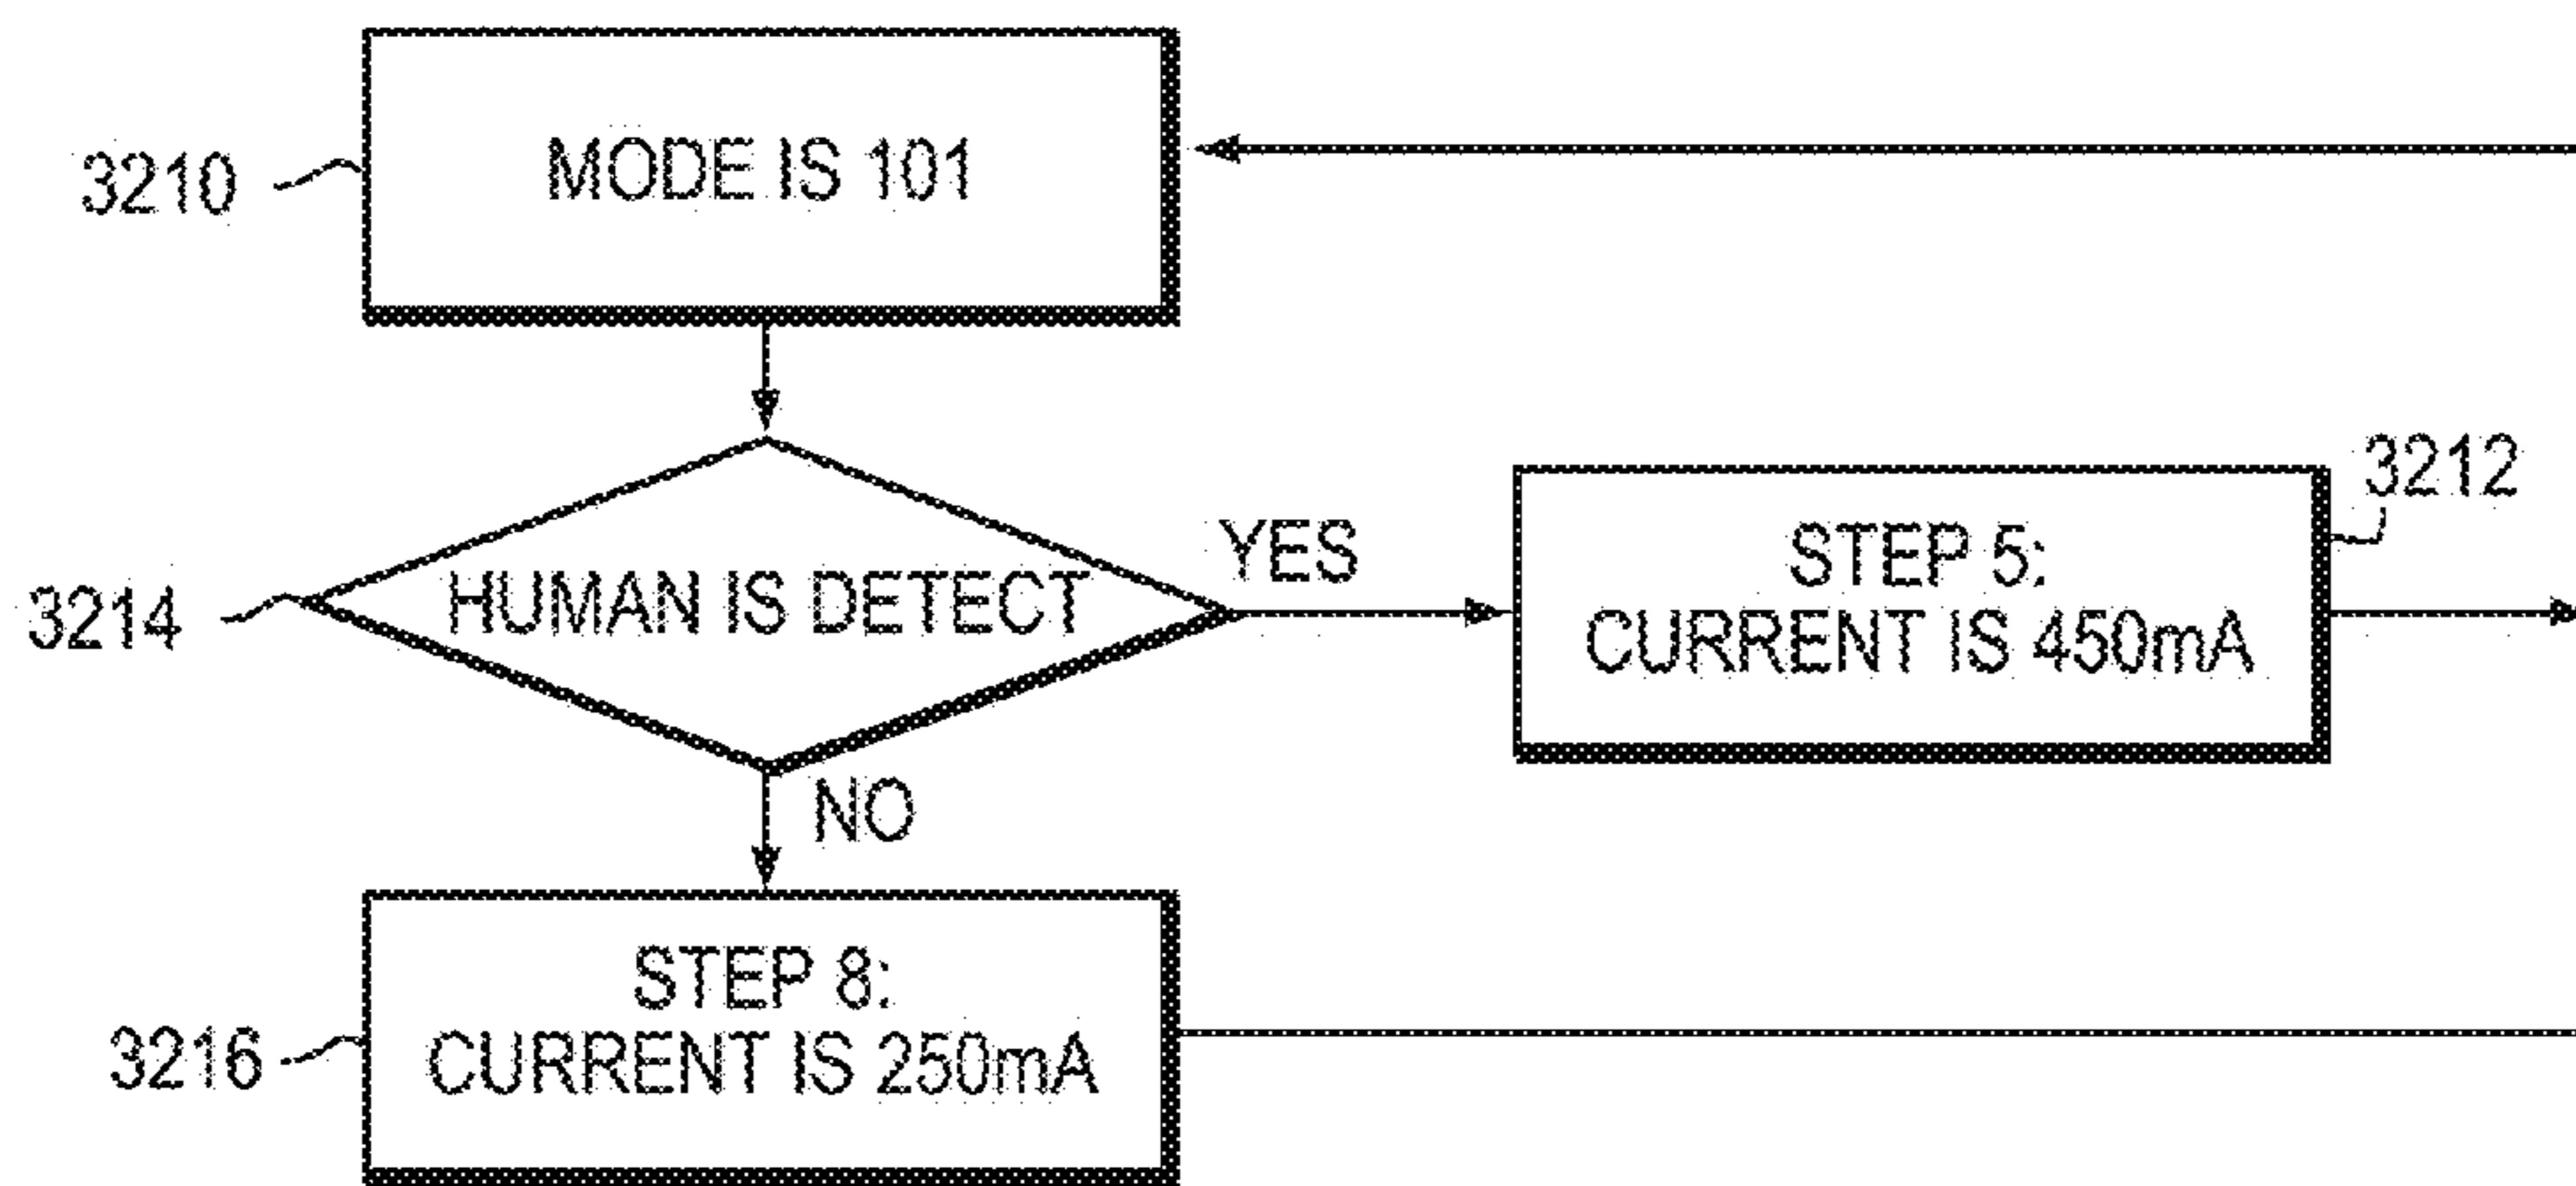 MODE IS 101
3210
3212
YES
STEP 5:
HUMAN IS DETECT
3214
CURRENT IS 450mA
NO
STEP 8:
3216
CURRENT IS 250mA